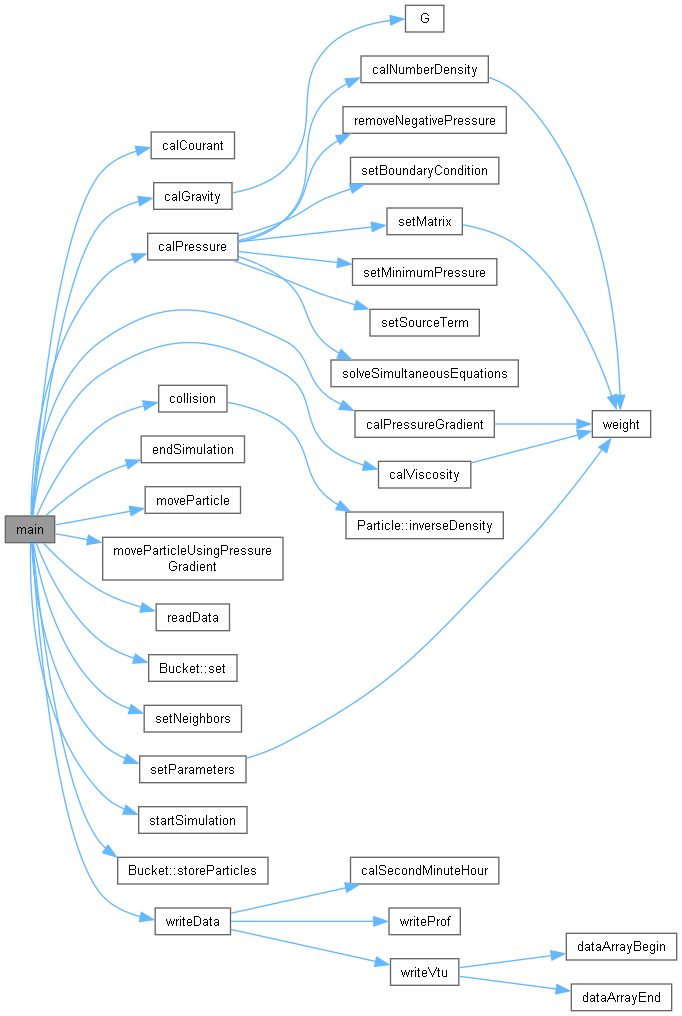 G
calNumberDensity
removeNegativePressure
calCourant
setBoundaryCondition
calGravity
setMatrix
calPressure
setMinimumPressure
setSourceTerm
solveSimultaneousEquations
collision
calPressureGradient
weight
endSimulation
calViscosity
moveParticle
Particle::inverseDensity
main
moveParticleUsingPressure
Gradient
readData
Bucket::set
setNeighbors
setParameters
startSimulation
Bucket::storeParticles
calSecondMinuteHour
writeData
writeProf
dataArrayBegin
writeVtu
dataArrayEnd